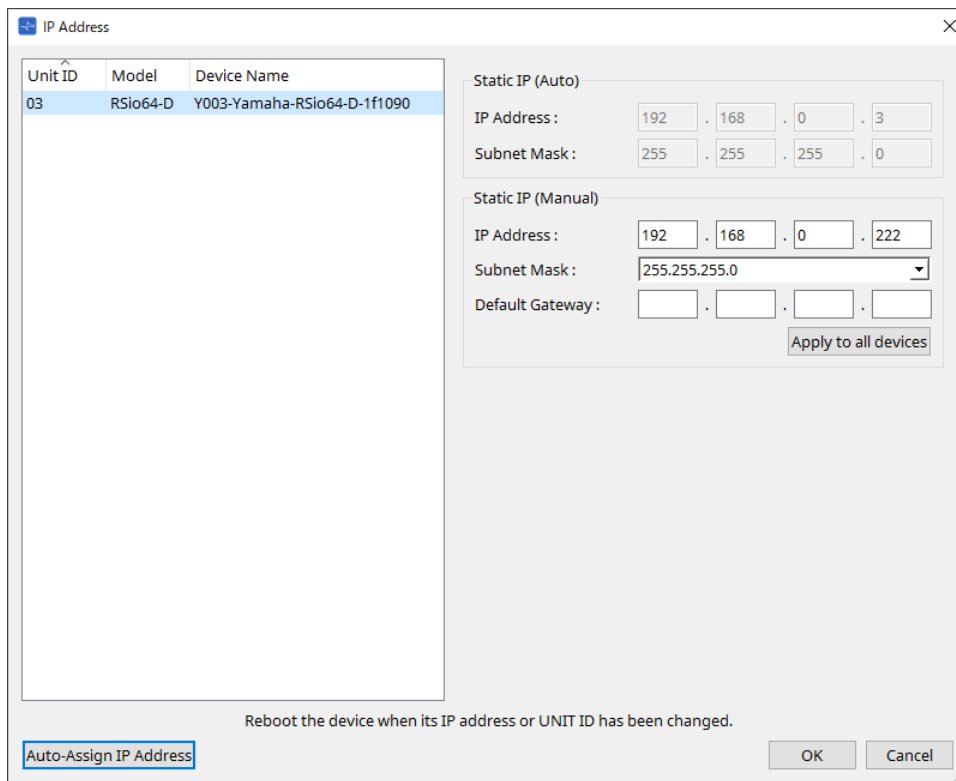 IP Address
Unit ID Model Device Name
03 RSio64-D Y003-Yamaha-RSio64-D-1f1090
Static IP (Auto)
IP Address : 192 . 168 . 0 . 3
Subnet Mask : 255 . 255 . 255 . 0
Static IP (Manual)
IP Address : 192 . 168 . 0 . 222
Subnet Mask : 255.255.255.0
Default Gateway : . . .
Apply to all devices
Reboot the device when its IP address or UNIT ID has been changed.
Auto-Assign IP Address OK Cancel